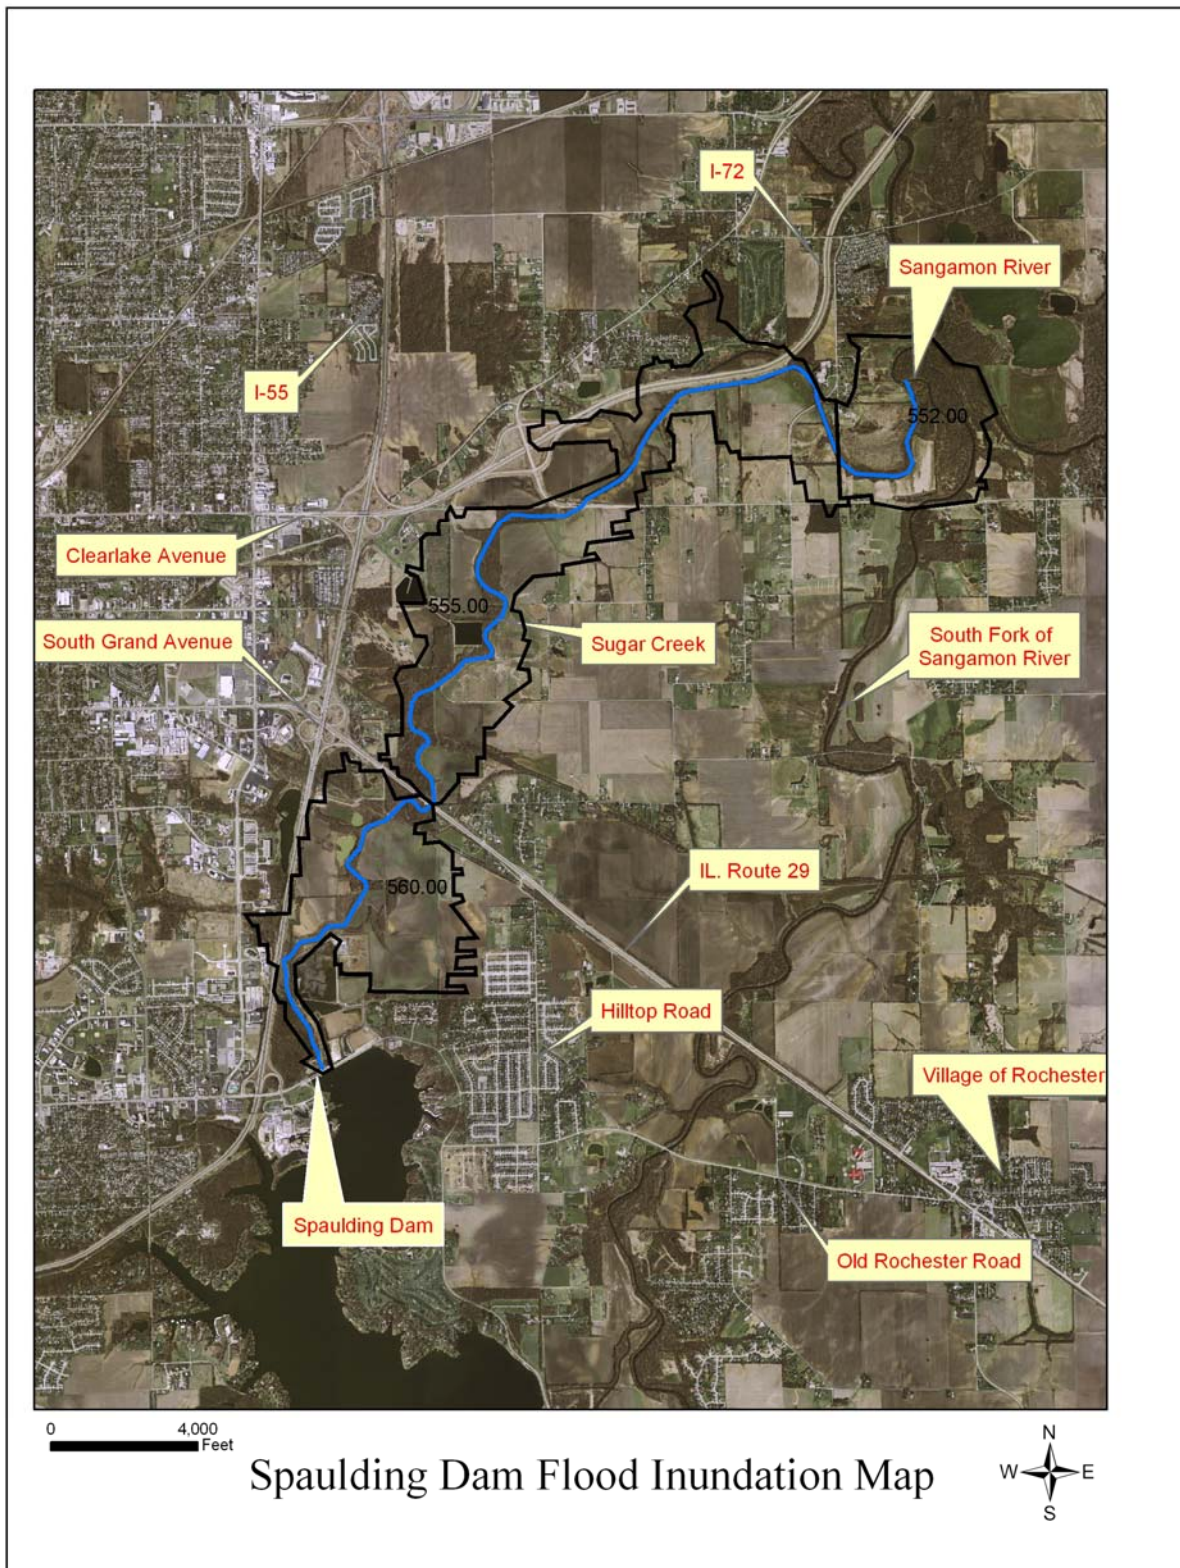 I-72
Sangamon River
I-55
552.00
Clearlake Avenue
555.00
South Grand Avenue
Sugar Creek
South Fork of
Sangamon River
IL. Route 29
560.00
Hilltop Road
Village of Rochester
Spaulding Dam
Old Rochester Road
0 4,000
Feet
Spaulding Dam Flood Inundation Map
N
W E
S